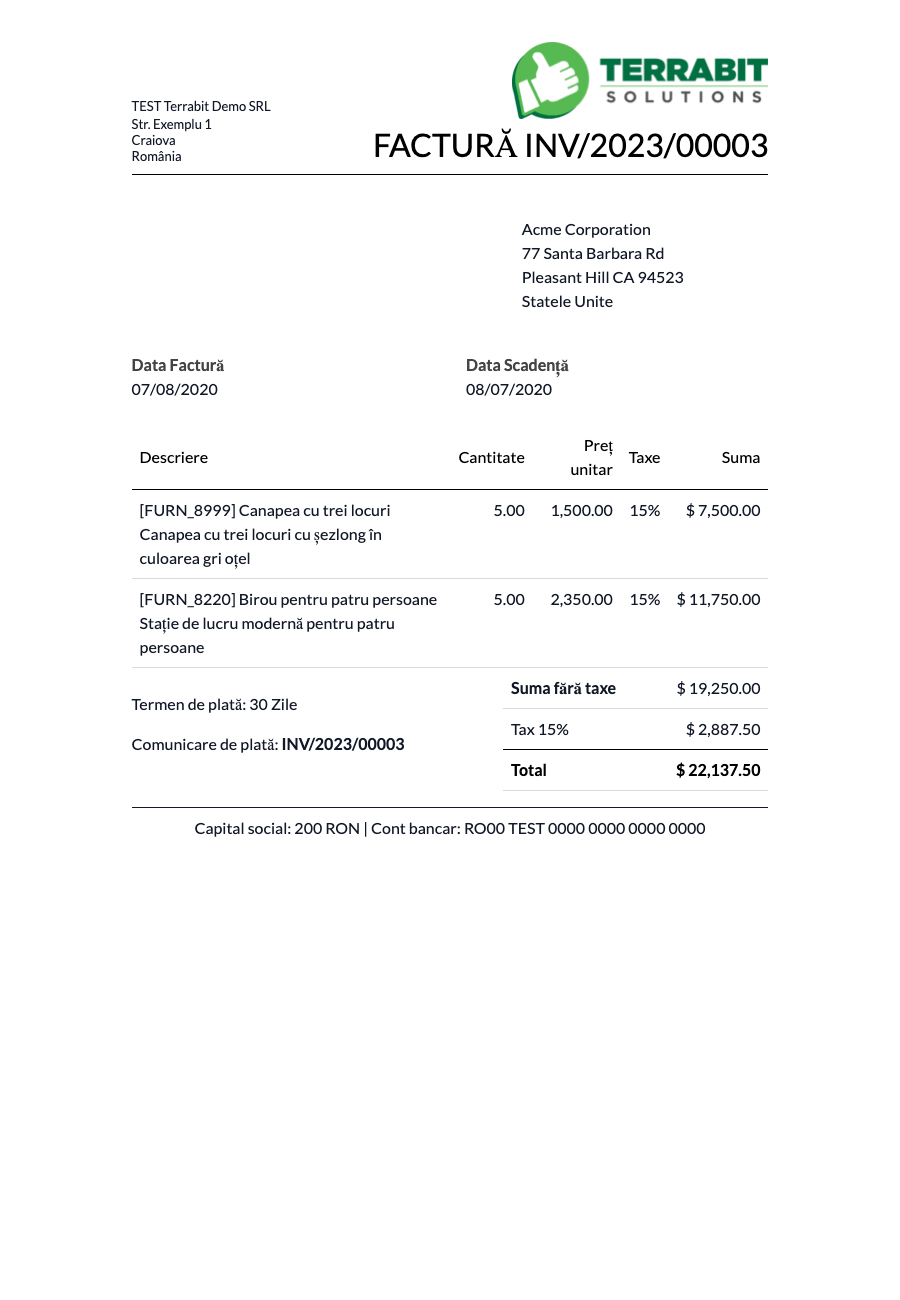 TERRABIT
SOLUTIONS
TEST Terrabit Demo SRL
Str. Exemplu 1
Craiova
România
FACTURĂ INV/2023/00003
Acme Corporation
77 Santa Barbara Rd
Pleasant Hill CA 94523
Statele Unite
Data Factură
07/08/2020
Data Scadență
08/07/2020
Descriere Cantitate Preț unitar Taxe Suma
[FURN_8999] Canapea cu trei locuri 5.00 1,500.00 15% $ 7,500.00
Canapea cu trei locuri cu șezlong în
culoarea gri oțel
[FURN_8220] Birou pentru patru persoane 5.00 2,350.00 15% $ 11,750.00
Stație de lucru modernă pentru patru
persoane
Suma fără taxe $ 19,250.00
Tax 15% $ 2,887.50
Total $ 22,137.50
Termen de plată: 30 Zile
Comunicare de plată: INV/2023/00003
Capital social: 200 RON | Cont bancar: RO00 TEST 0000 0000 0000 0000